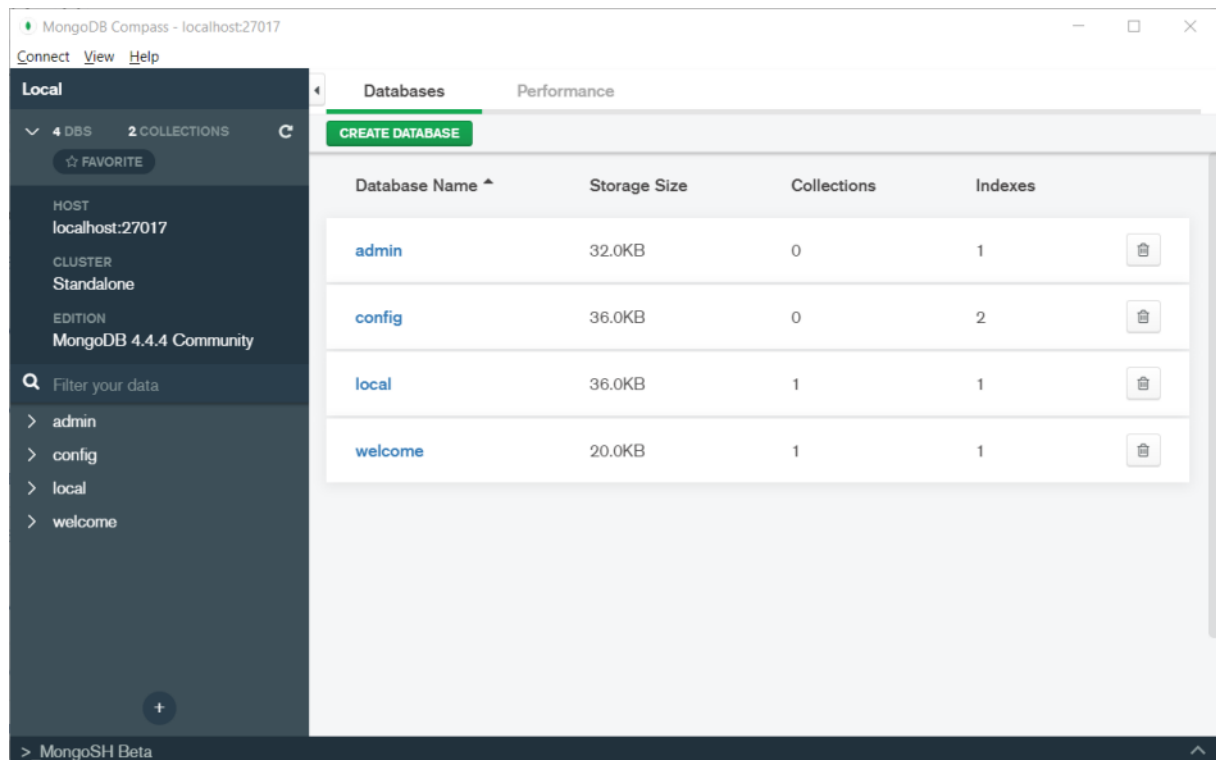 MongoDB Compass - localhost:27017
Connect View Help
Local
4 DBS 2 COLLECTIONS
FAVORITE
HOST
localhost:27017
CLUSTER
Standalone
EDITION
MongoDB 4.4.4 Community
Filter your data
admin
config
local
welcome
+
> MongoSH Beta
Databases Performance
CREATE DATABASE
Database Name Storage Size Collections Indexes
admin 32.0KB 0 1
config 36.0KB 0 2
local 36.0KB 1 1
welcome 20.0KB 1 1